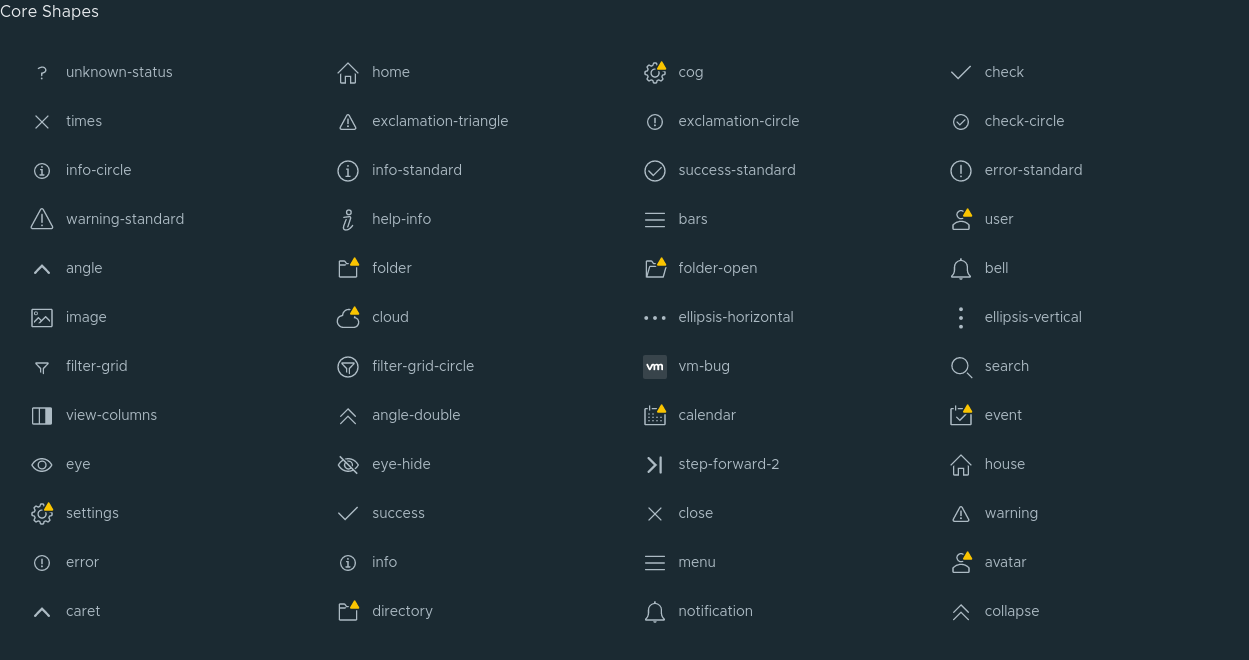 Core Shapes
? unknown-status home cog check
times exclamation-triangle exclamation-circle check-circle
info-circle info-standard success-standard error-standard
warning-standard help-info bars user
angle folder folder-open bell
image cloud ellipsis-horizontal ellipsis-vertical
filter-grid filter-grid-circle vm vm-bug search
view-columns angle-double calendar event
eye eye-hide step-forward-2 house
settings success close warning
error info menu avatar
caret directory notification collapse